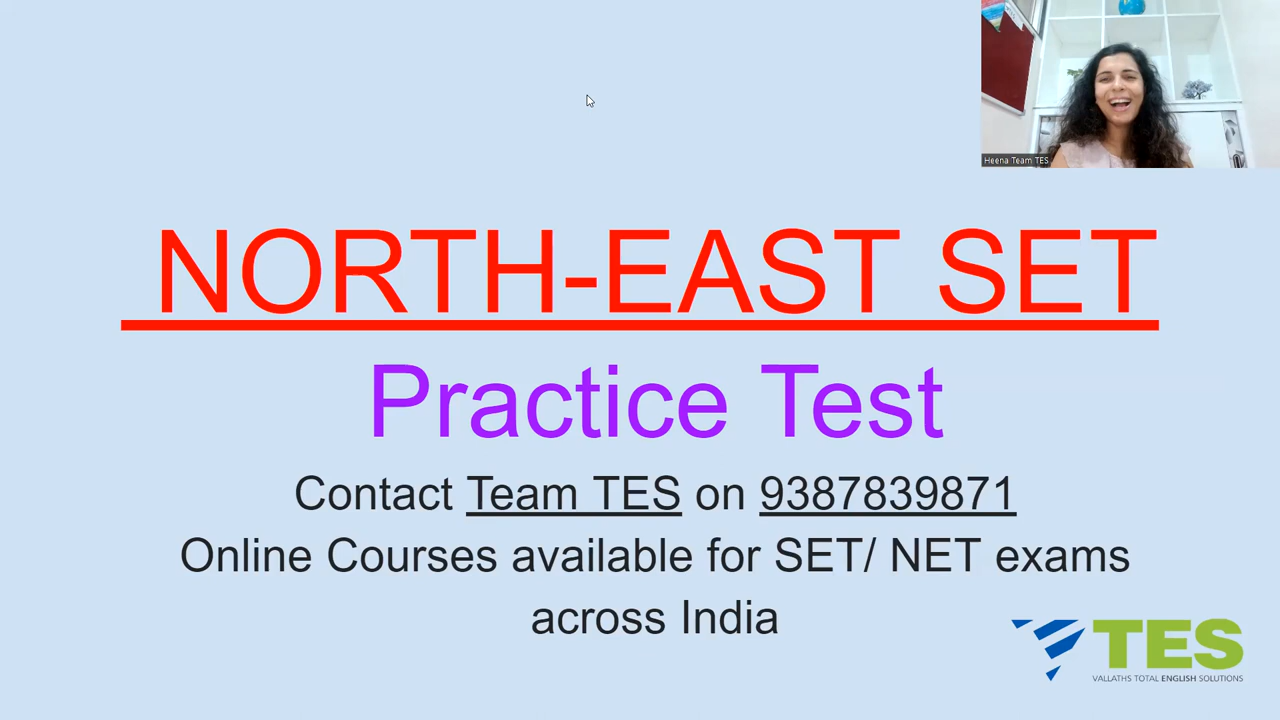 Heena Team TES
NORTH-EAST SET
Practice Test
Contact Team TES on 9387839871
Online Courses available for SET/ NET exams
across India
TES
VALLATHS TOTAL ENGLISH SOLUTIONS